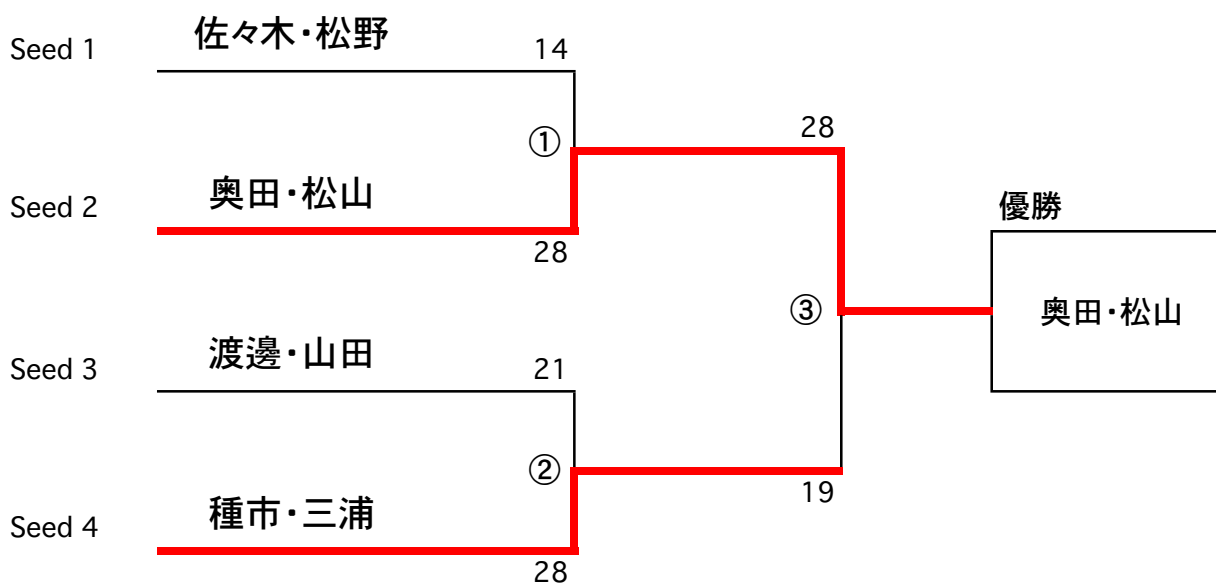 Seed 1
佐々木・松野
14
①
28
Seed 2
奥田・松山
28
優勝
Seed 3
渡邊・山田
21
③
奥田・松山
②
19
Seed 4
種市・三浦
28